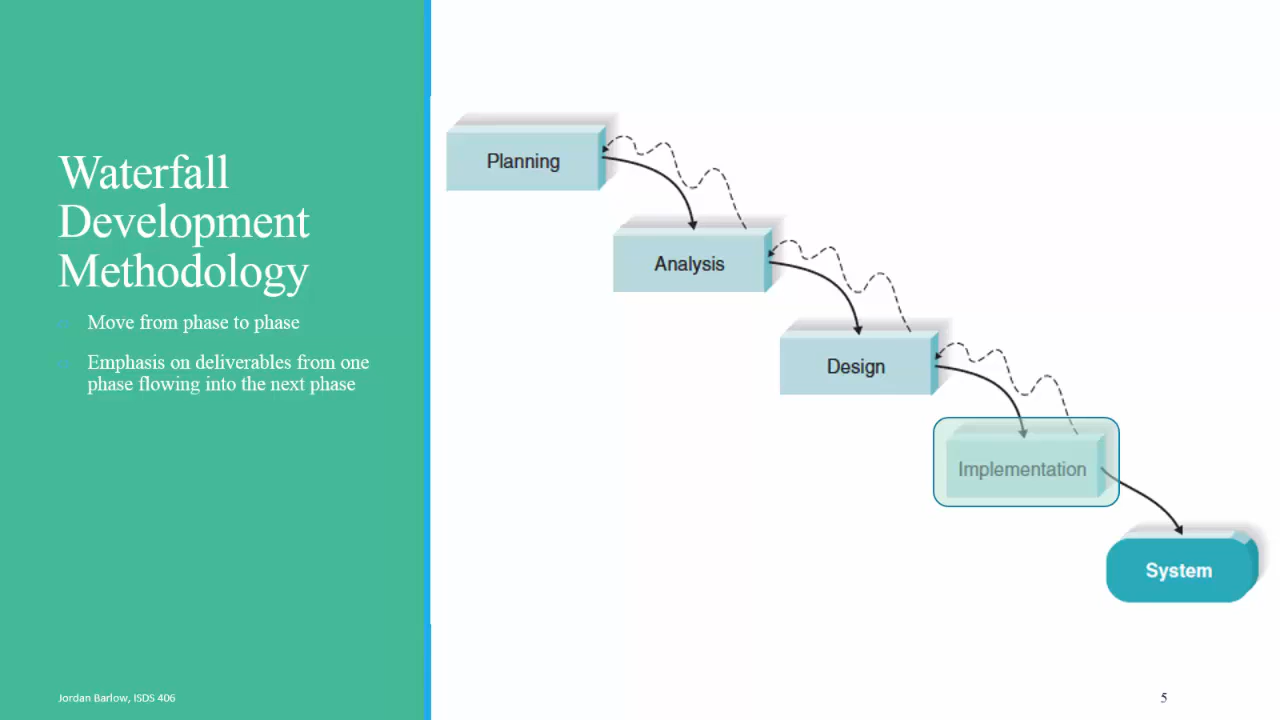 Waterfall
Development
Methodology
Move from phase to phase
Emphasis on deliverables from one
phase flowing into the next phase
Planning
Analysis
Design
Implementation
System
Jordan Barlow, ISDS 406
5